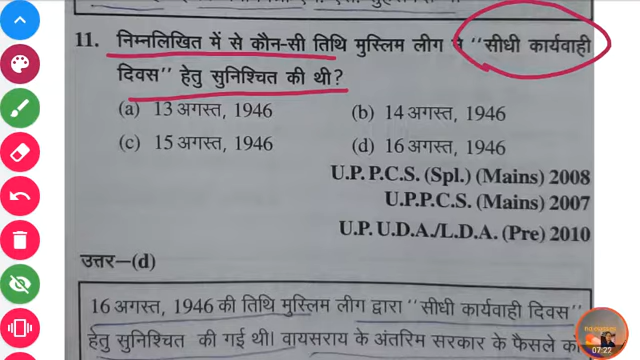 11. निम्नलिखित में से कौन-सी तिथि मुस्लिम लीग ने "सीधी कार्यवाही
दिवस" हेतु सुनिश्चित की थी?
(a) 13 अगस्त, 1946 (b) 14 अगस्त, 1946
(c) 15 अगस्त, 1946 (d) 16 अगस्त, 1946
U.P. P.C.S. (Spl.) (Mains) 2008
U.P.P.C.S. (Mains) 2007
U.P. U.D.A./L.D.A. (Pre) 2010
उत्तर—(d)
16 अगस्त, 1946 की तिथि मुस्लिम लीग द्वारा "सीधी कार्यवाही दिवस"
हेतु सुनिश्चित की गई थी। वायसराय के अंतरिम सरकार के फैसले को
07:22